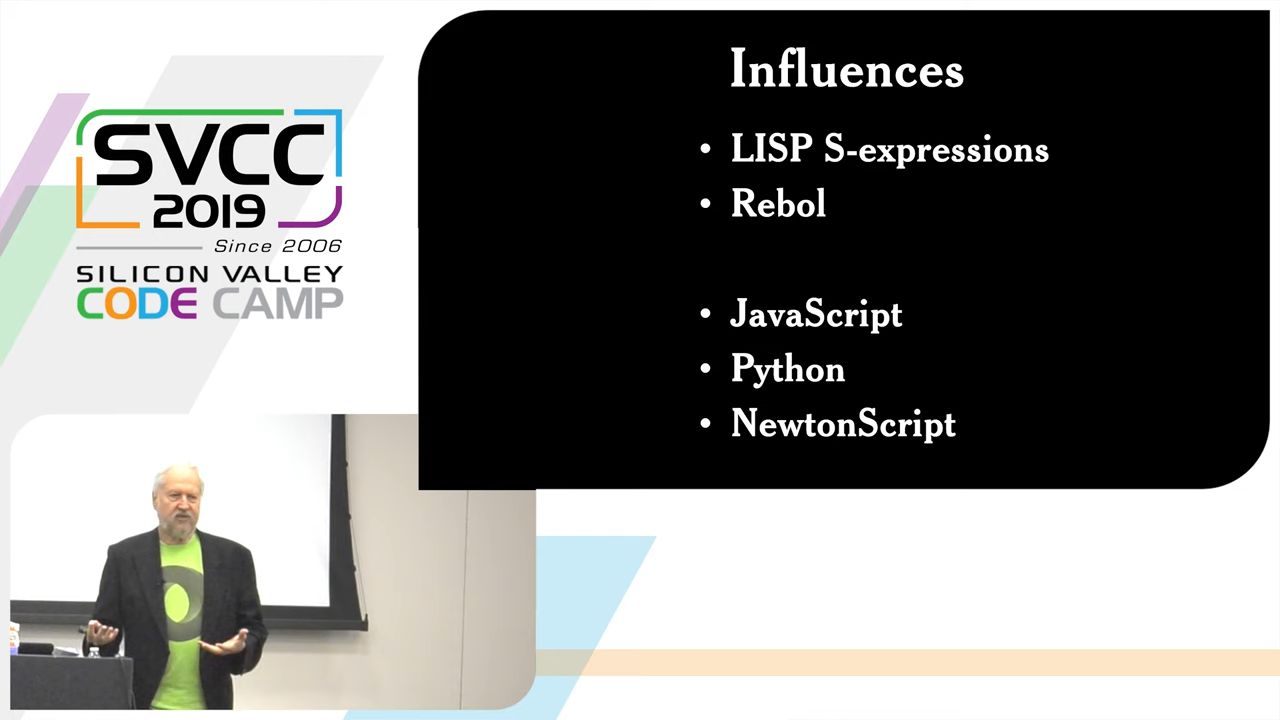 SVCC
2019
Since 2006
SILICON VALLEY
CODE CAMP
Influences
• LISP S-expressions
• Rebol
• JavaScript
• Python
• NewtonScript